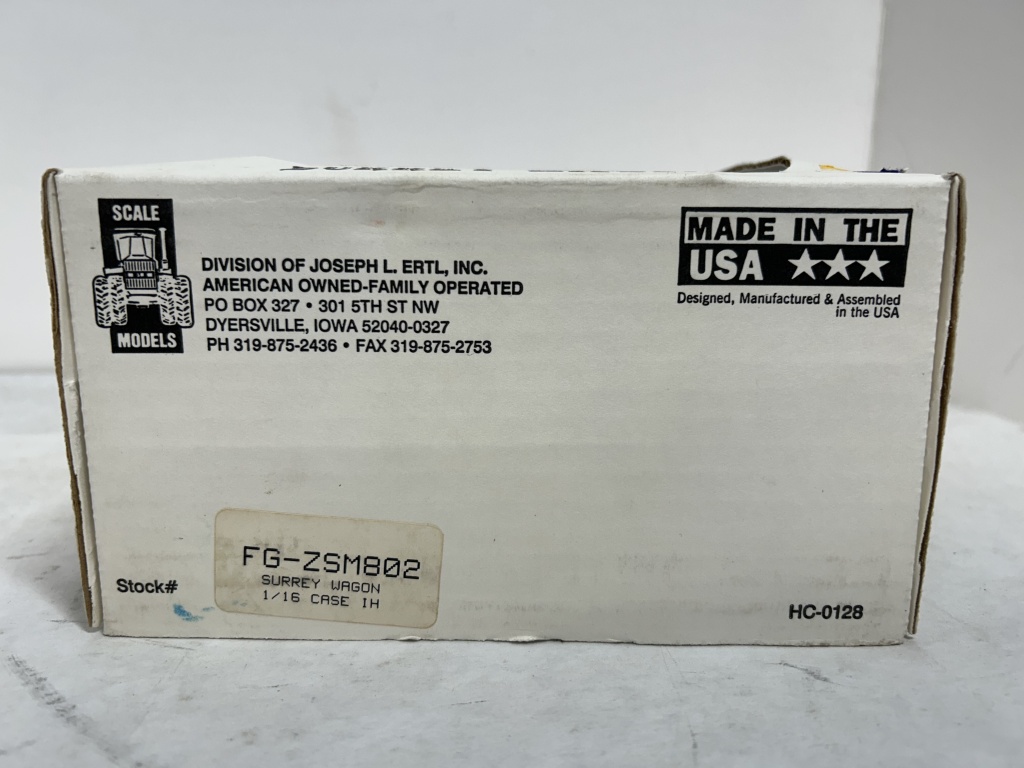 SCALE
MODELS
DIVISION OF JOSEPH L. ERTL, INC.
AMERICAN OWNED-FAMILY OPERATED
PO BOX 327 • 301 5TH ST NW
DYERSVILLE, IOWA 52040-0327
PH 319-875-2436 • FAX 319-875-2753
MADE IN THE
USA ★★★
Designed, Manufactured & Assembled
in the USA
Stock#
FG-ZSM802
SURREY WAGON
1/16 CASE IH
HC-0128